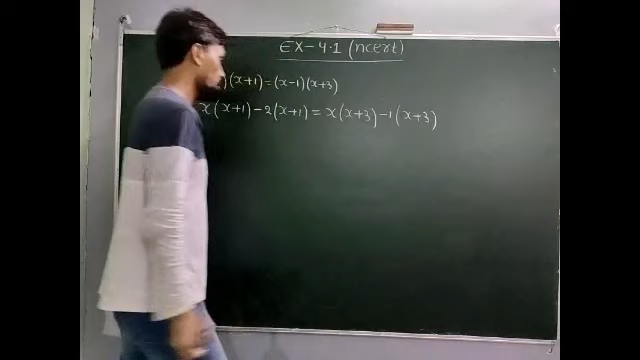 EX-4.1 (ncert)
)(x+1)=(x-1)(x+3)
x(x+1)-2(x+1)=x(x+3)-1(x+3)